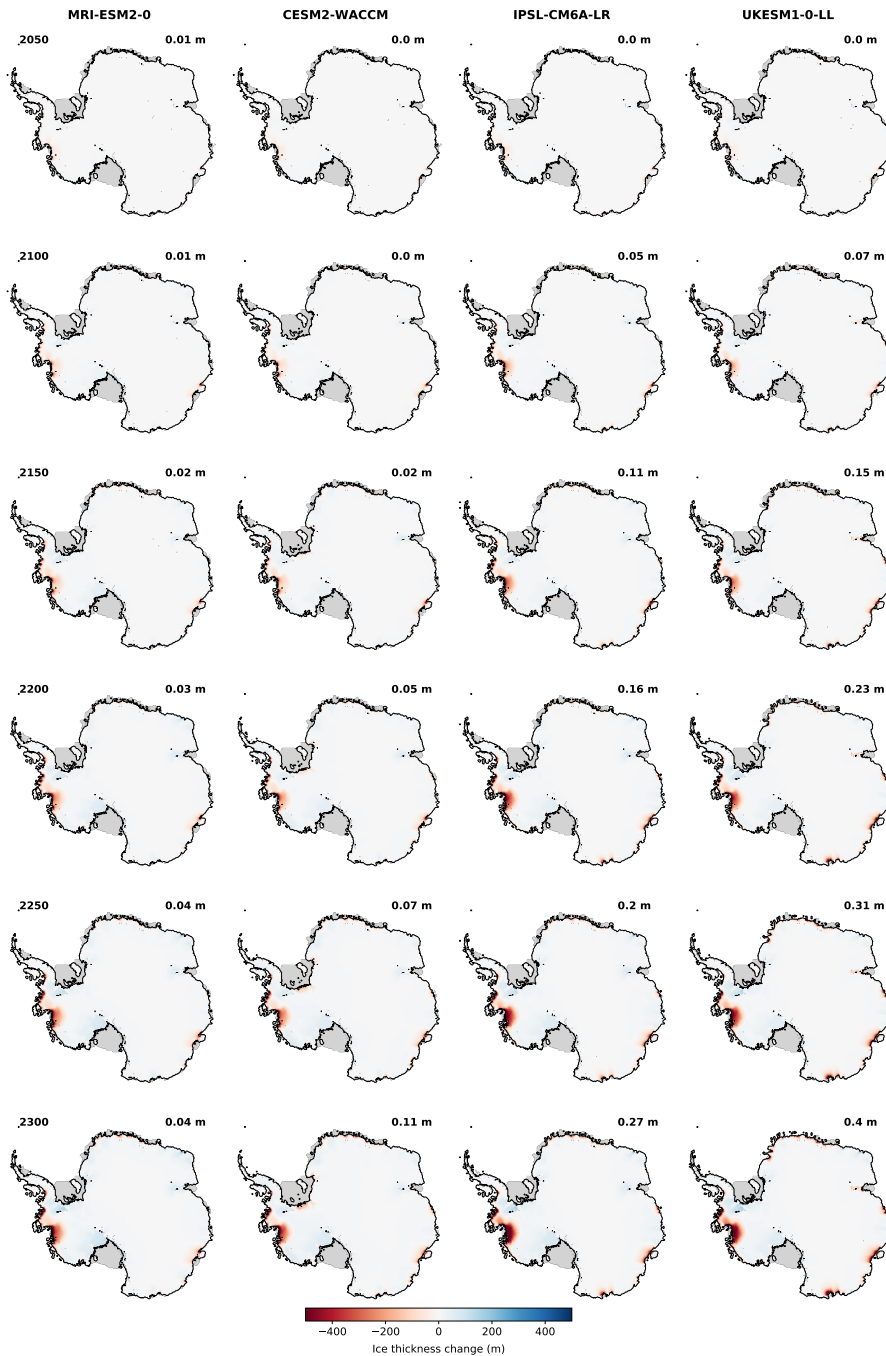 MRI-ESM2-0 CESM2-WACCM IPSL-CM6A-LR UKESM1-0-LL
2050 0.01 m 0.0 m 0.0 m 0.0 m
2100 0.01 m 0.0 m 0.05 m 0.07 m
2150 0.02 m 0.02 m 0.11 m 0.15 m
2200 0.03 m 0.05 m 0.16 m 0.23 m
2250 0.04 m 0.07 m 0.2 m 0.31 m
2300 0.04 m 0.11 m 0.27 m 0.4 m
−400 −200 0 200 400
Ice thickness change (m)